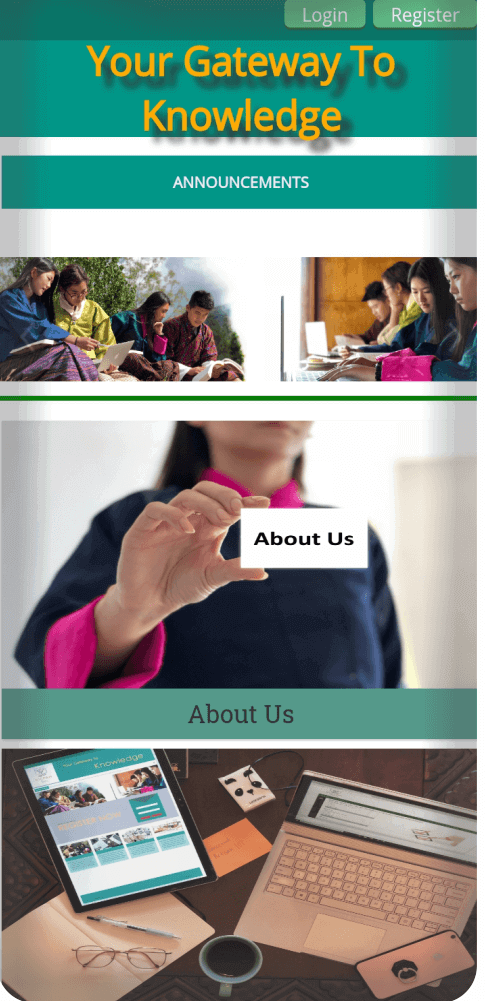 Login Register
Your Gateway To
Knowledge
ANNOUNCEMENTS
About Us
About Us
Your Gateway To
Knowledge